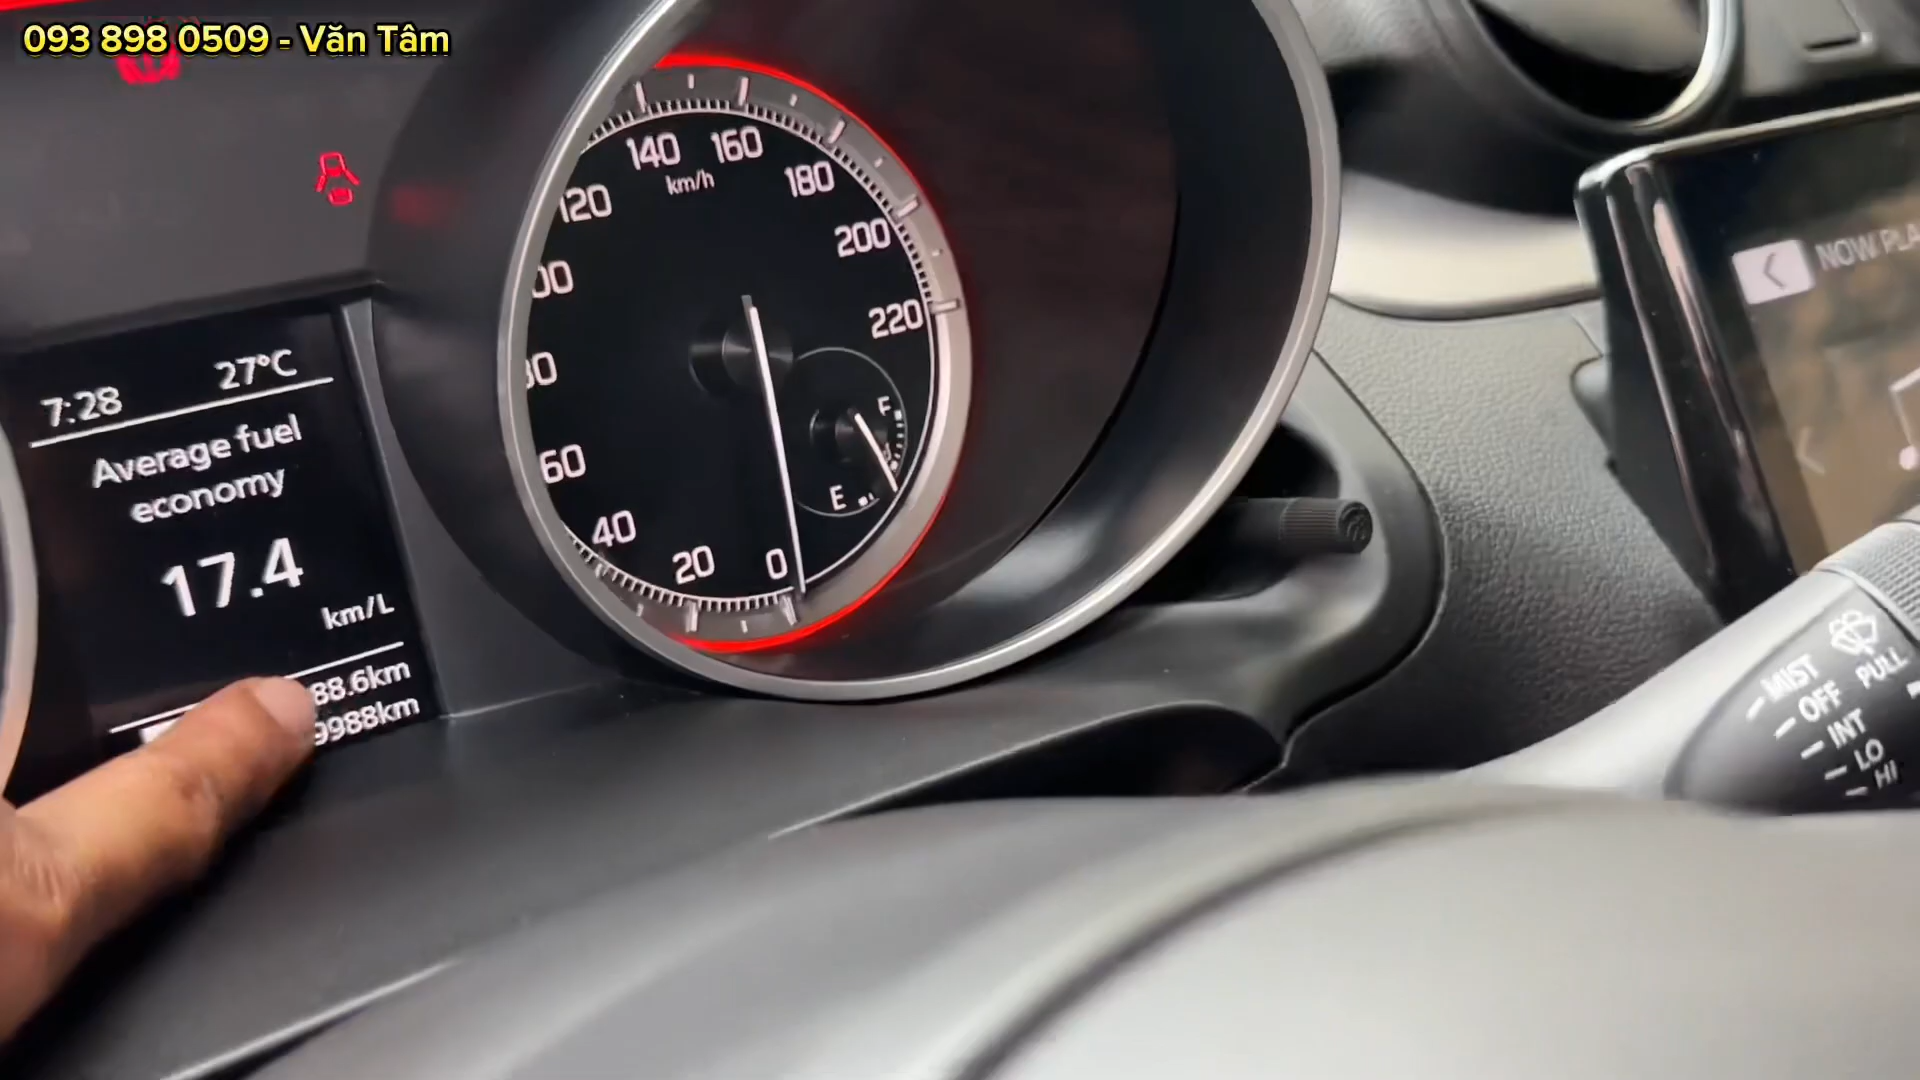 093 898 0509 - Văn Tâm
7:28 27°C
Average fuel
economy
17.4
km/L
88.6km
9988km
140 160
km/h
120 180
200
220
60
40
20 0
F
E
NOW PLA
MIST
OFF PULL
INT
LO
HI